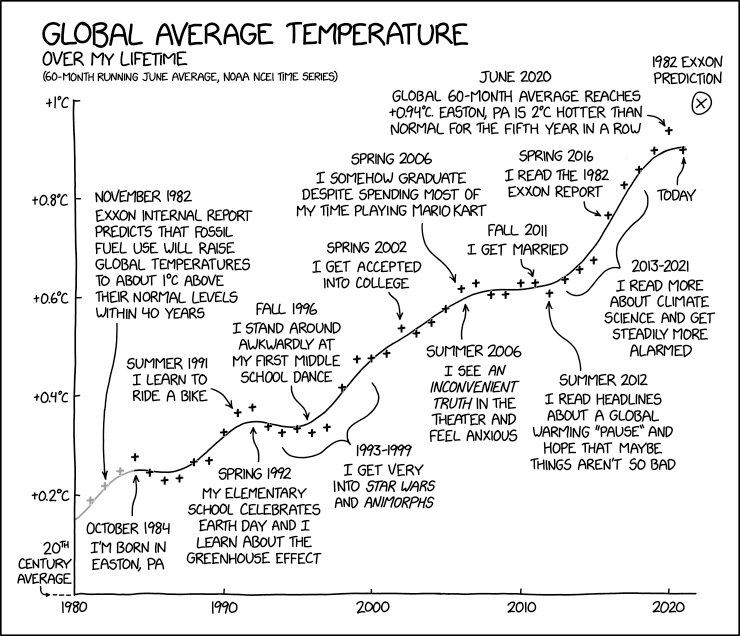 GLOBAL AVERAGE TEMPERATURE
OVER MY LIFETIME
(60-MONTH RUNNING JUNE AVERAGE, NOAA NCEI TIME SERIES)
1982 EXXON
PREDICTION
JUNE 2020
GLOBAL 60-MONTH AVERAGE REACHES
+0.94°C. EASTON, PA IS 2°C HOTTER THAN
NORMAL FOR THE FIFTH YEAR IN A ROW
+1°C
+0.8°C
+0.6°C
+0.4°C
+0.2°C
20TH
CENTURY
AVERAGE
NOVEMBER 1982
EXXON INTERNAL REPORT
PREDICTS THAT FOSSIL
FUEL USE WILL RAISE
GLOBAL TEMPERATURES
TO ABOUT 1°C ABOVE
THEIR NORMAL LEVELS
WITHIN 40 YEARS
OCTOBER 1984
I'M BORN IN
EASTON, PA
SUMMER 1991
I LEARN TO
RIDE A BIKE
SPRING 1992
MY ELEMENTARY
SCHOOL CELEBRATES
EARTH DAY AND I
LEARN ABOUT THE
GREENHOUSE EFFECT
FALL 1996
I STAND AROUND
AWKWARDLY AT
MY FIRST MIDDLE
SCHOOL DANCE
1993-1999
I GET VERY
INTO STAR WARS
AND ANIMORPHS
SPRING 2002
I GET ACCEPTED
INTO COLLEGE
SPRING 2006
I SOMEHOW GRADUATE
DESPITE SPENDING MOST OF
MY TIME PLAYING MARIO KART
SUMMER 2006
I SEE AN
INCONVENIENT
TRUTH IN THE
THEATER AND
FEEL ANXIOUS
FALL 2011
I GET MARRIED
SUMMER 2012
I READ HEADLINES
ABOUT A GLOBAL
WARMING "PAUSE" AND
HOPE THAT MAYBE
THINGS AREN'T SO BAD
SPRING 2016
I READ THE 1982
EXXON REPORT
TODAY
2013-2021
I READ MORE
ABOUT CLIMATE
SCIENCE AND GET
STEADILY MORE
ALARMED
1980
1990
2000
2010
2020